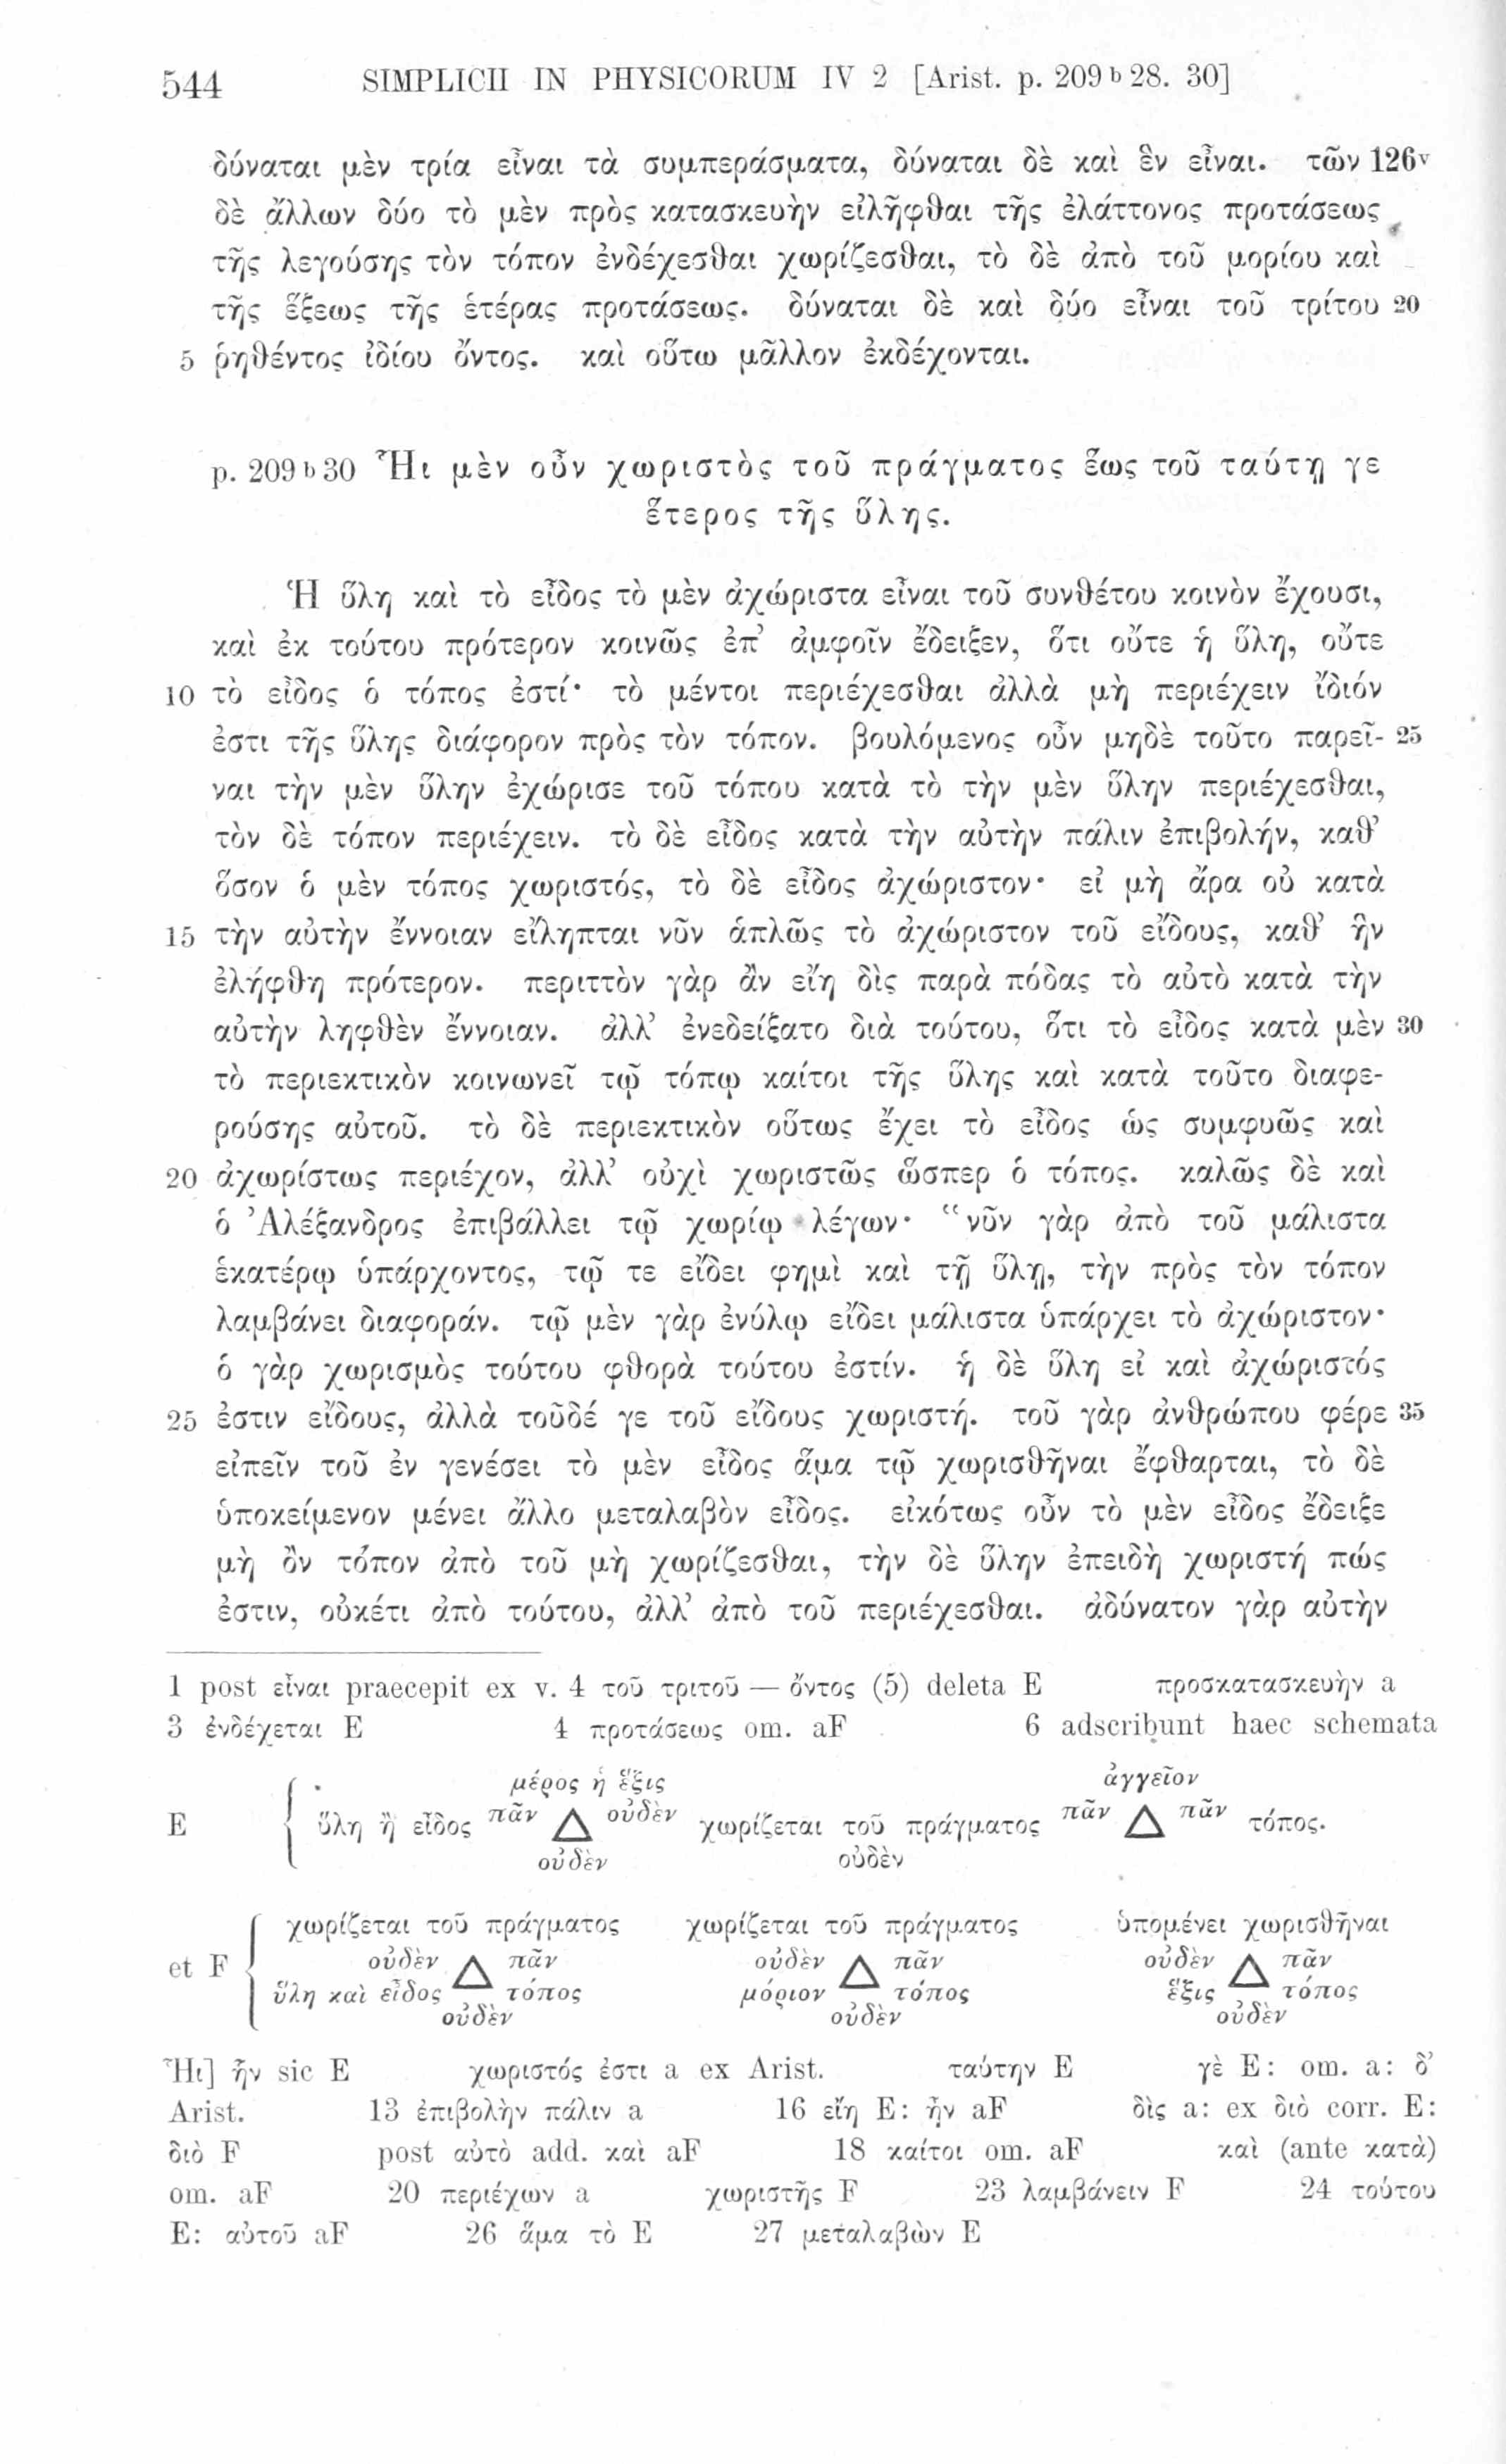 544 SIMPLICII IN PHYSICORUM IV 2 [Arist. p. 209 b 28. 30]
δύναται μὲν τρία εἶναι τὰ συμπεράσματα, δύναται δὲ καὶ ἓν εἶναι. τῶν 126v
δὲ ἄλλων δύο τὸ μὲν πρὸς κατασκευὴν εἰλῆφθαι τῆς ἐλάττονος προτάσεως
τῆς λεγούσης τὸν τόπον ἐνδέχεσθαι χωρίζεσθαι, τὸ δὲ ἀπὸ τοῦ μορίου καὶ
τῆς ἕξεως τῆς ἑτέρας προτάσεως. δύναται δὲ καὶ δύο εἶναι τοῦ τρίτου 20
5 ῥηθέντος ἰδίου ὄντος. καὶ οὕτω μᾶλλον ἐκδέχονται.
p. 209 b 30 Ἧι μὲν οὖν χωριστὸς τοῦ πράγματος ἕως τοῦ ταύτῃ γε
ἕτερος τῆς ὕλης.
Ἡ ὕλη καὶ τὸ εἶδος τὸ μὲν ἀχώριστα εἶναι τοῦ συνθέτου κοινὸν ἔχουσι,
καὶ ἐκ τούτου πρότερον κοινῶς ἐπ’ ἀμφοῖν ἔδειξεν, ὅτι οὔτε ἡ ὕλη, οὔτε
10 τὸ εἶδος ὁ τόπος ἐστί· τὸ μέντοι περιέχεσθαι ἀλλὰ μὴ περιέχειν ἴδιόν
ἐστι τῆς ὕλης διάφορον πρὸς τὸν τόπον. βουλόμενος οὖν μηδὲ τοῦτο παρεῖ- 25
ναι τὴν μὲν ὕλην ἐχώρισε τοῦ τόπου κατὰ τὸ τὴν μὲν ὕλην περιέχεσθαι,
τὸν δὲ τόπον περιέχειν. τὸ δὲ εἶδος κατὰ τὴν αὐτὴν πάλιν ἐπιβολήν, καθ’
ὅσον ὁ μὲν τόπος χωριστός, τὸ δὲ εἶδος ἀχώριστον· εἰ μὴ ἄρα οὐ κατὰ
15 τὴν αὐτὴν ἔννοιαν εἴληπται νῦν ἁπλῶς τὸ ἀχώριστον τοῦ εἴδους, καθ’ ἣν
ἐλήφθη πρότερον. περιττὸν γὰρ ἂν εἴη δὶς παρὰ πόδας τὸ αὐτὸ κατὰ τὴν
αὐτὴν ληφθὲν ἔννοιαν. ἀλλ’ ἐνεδείξατο διὰ τούτου, ὅτι τὸ εἶδος κατὰ μὲν 30
τὸ περιεκτικὸν κοινωνεῖ τῷ τόπῳ καίτοι τῆς ὕλης καὶ κατὰ τοῦτο διαφε-
ρούσης αὐτοῦ. τὸ δὲ περιεκτικὸν οὕτως ἔχει τὸ εἶδος ὡς συμφυῶς καὶ
20 ἀχωρίστως περιέχον, ἀλλ’ οὐχὶ χωριστῶς ὥσπερ ὁ τόπος. καλῶς δὲ καὶ
ὁ Ἀλέξανδρος ἐπιβάλλει τῷ χωρίῳ λέγων· “νῦν γὰρ ἀπὸ τοῦ μάλιστα
ἑκατέρῳ ὑπάρχοντος, τῷ τε εἴδει φημὶ καὶ τῇ ὕλῃ, τὴν πρὸς τὸν τόπον
λαμβάνει διαφοράν. τῷ μὲν γὰρ ἐνύλῳ εἴδει μάλιστα ὑπάρχει τὸ ἀχώριστον·
ὁ γὰρ χωρισμὸς τούτου φθορὰ τούτου ἐστίν. ἡ δὲ ὕλη εἰ καὶ ἀχώριστός
25 ἐστιν εἴδους, ἀλλὰ τοῦδέ γε τοῦ εἴδους χωριστή. τοῦ γὰρ ἀνθρώπου φέρε 35
εἰπεῖν τοῦ ἐν γενέσει τὸ μὲν εἶδος ἅμα τῷ χωρισθῆναι ἔφθαρται, τὸ δὲ
ὑποκείμενον μένει ἄλλο μεταλαβὸν εἶδος. εἰκότως οὖν τὸ μὲν εἶδος ἔδειξε
μὴ ὂν τόπον ἀπὸ τοῦ μὴ χωρίζεσθαι, τὴν δὲ ὕλην ἐπειδὴ χωριστή πώς
ἐστιν, οὐκέτι ἀπὸ τούτου, ἀλλ’ ἀπὸ τοῦ περιέχεσθαι. ἀδύνατον γὰρ αὐτὴν
1 post εἶναι praecepit ex v. 4 τοῦ τριτοῦ — ὄντος (5) deleta E προσκατασκευὴν a
3 ἐνδέχεται E 4 προτάσεως om. aF 6 adscribunt haec schemata
μέρος ἢ ἕξις ἀγγεῖον
E ὕλη ἢ εἶδος πᾶν △ οὐδὲν χωρίζεται τοῦ πράγματος πᾶν △ πᾶν τόπος.
οὐδὲν οὐδὲν
χωρίζεται τοῦ πράγματος χωρίζεται τοῦ πράγματος ὑπομένει χωρισθῆναι
et F οὐδὲν △ πᾶν οὐδὲν △ πᾶν οὐδὲν △ πᾶν
ὕλη καὶ εἶδος τόπος μόριον τόπος ἕξις τόπος
οὐδὲν οὐδὲν οὐδὲν
Ἧι] ἦν sic E χωριστός ἐστι a ex Arist. ταύτην E γὲ E: om. a: δ’
Arist. 13 ἐπιβολὴν πάλιν a 16 εἴη E: ἦν aF δὶς a: ex διὸ corr. E:
διὸ F post αὐτὸ add. καὶ aF 18 καίτοι om. aF καὶ (ante κατὰ)
om. aF 20 περιέχων a χωριστῆς F 23 λαμβάνειν F 24 τούτου
E: αὐτοῦ aF 26 ἅμα τὸ E 27 μεταλαβὼν E